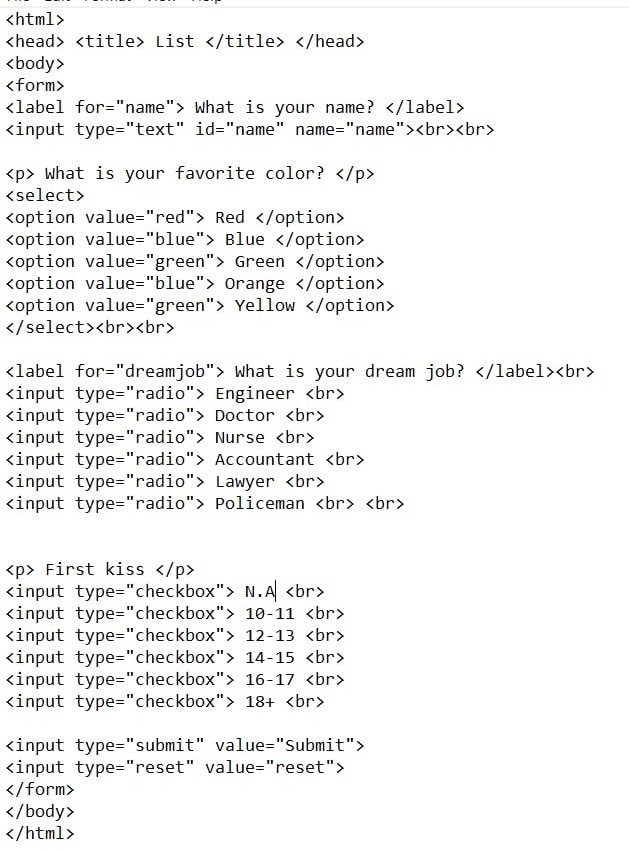 <html>
<head> <title> List </title> </head>
<body>
<form>
<label for="name"> What is your name? </label>
<input type="text" id="name" name="name"><br><br>
<p> What is your favorite color? </p>
<select>
<option value="red"> Red </option>
<option value="blue"> Blue </option>
<option value="green"> Green </option>
<option value="blue"> Orange </option>
<option value="green"> Yellow </option>
</select><br><br>
<label for="dreamjob"> What is your dream job? </label><br>
<input type="radio"> Engineer <br>
<input type="radio"> Doctor <br>
<input type="radio"> Nurse <br>
<input type="radio"> Accountant <br>
<input type="radio"> Lawyer <br>
<input type="radio"> Policeman <br> <br>
<p> First kiss </p>
<input type="checkbox"> N.A <br>
<input type="checkbox"> 10-11 <br>
<input type="checkbox"> 12-13 <br>
<input type="checkbox"> 14-15 <br>
<input type="checkbox"> 16-17 <br>
<input type="checkbox"> 18+ <br>
<input type="submit" value="Submit">
<input type="reset" value="reset">
</form>
</body>
</html>